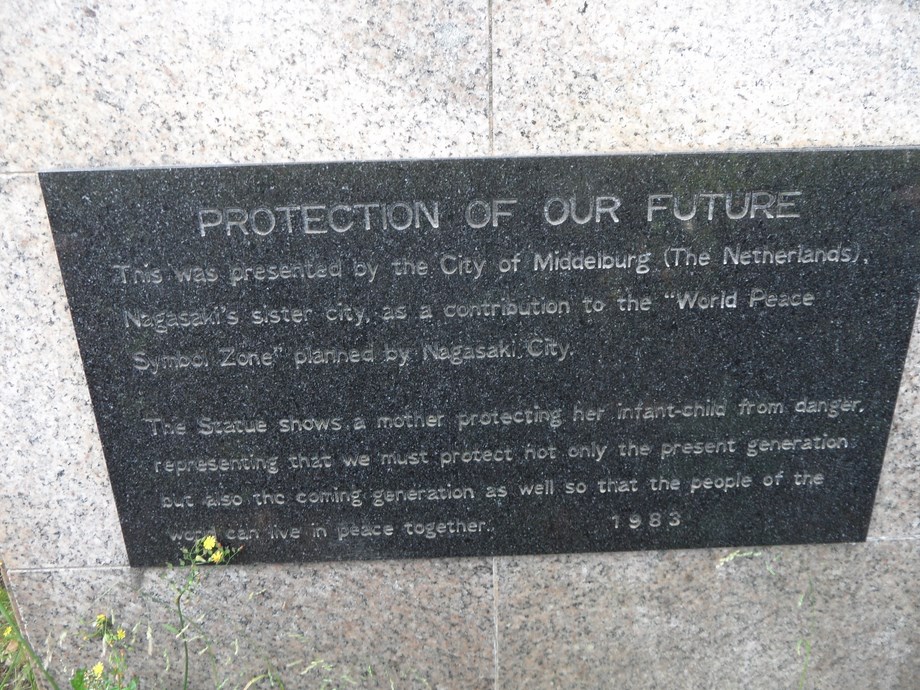 PROTECTION OF OUR FUTURE
This was presented by the City of Middelburg (The Netherlands),
Nagasaki's sister city, as a contribution to the "World Peace
Symbol Zone" planned by Nagasaki City.
The Statue shows a mother protecting her infant-child from danger,
representing that we must protect not only the present generation
but also the coming generation as well so that the people of the
world can live in peace together.
1983